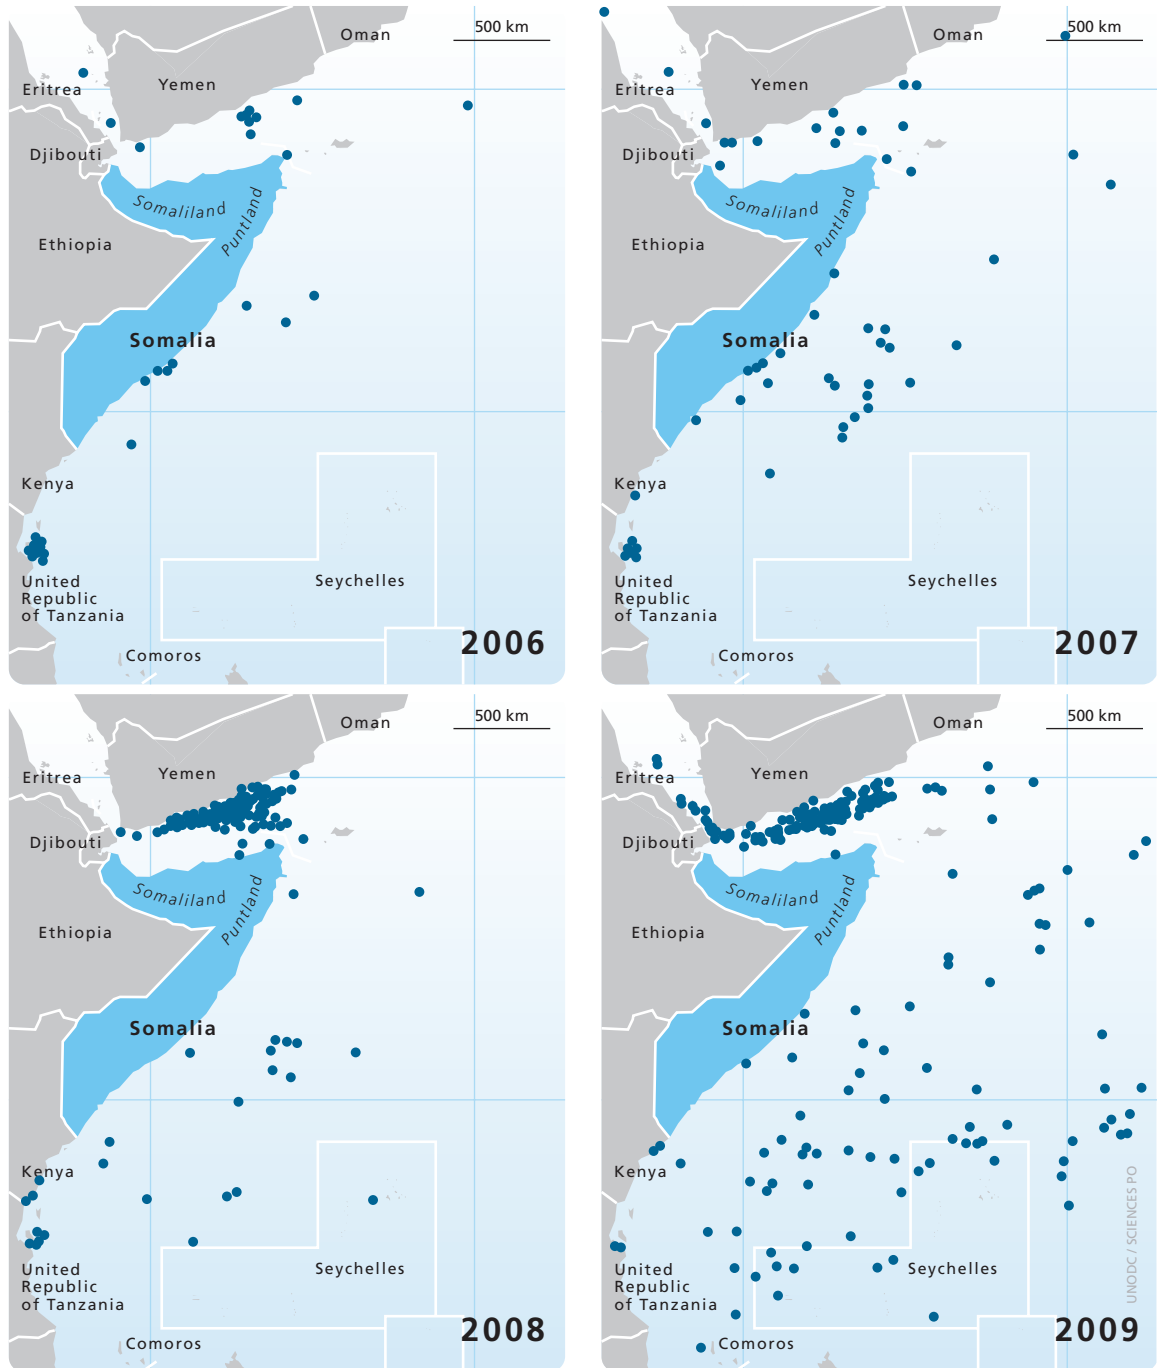 500 km
Oman
Yemen
Eritrea
Djibouti
Somaliland
Puntland
Ethiopia
Somalia
Kenya
United
Republic
of Tanzania
Seychelles
Comoros
2006
500 km
Oman
Yemen
Eritrea
Djibouti
Somaliland
Puntland
Ethiopia
Somalia
Kenya
United
Republic
of Tanzania
Seychelles
Comoros
2007
500 km
Oman
Yemen
Eritrea
Djibouti
Somaliland
Puntland
Ethiopia
Somalia
Kenya
United
Republic
of Tanzania
Seychelles
Comoros
2008
500 km
Oman
Yemen
Eritrea
Djibouti
Somaliland
Puntland
Ethiopia
Somalia
Kenya
United
Republic
of Tanzania
Seychelles
Comoros
2009
UNODC / SCIENCES PO